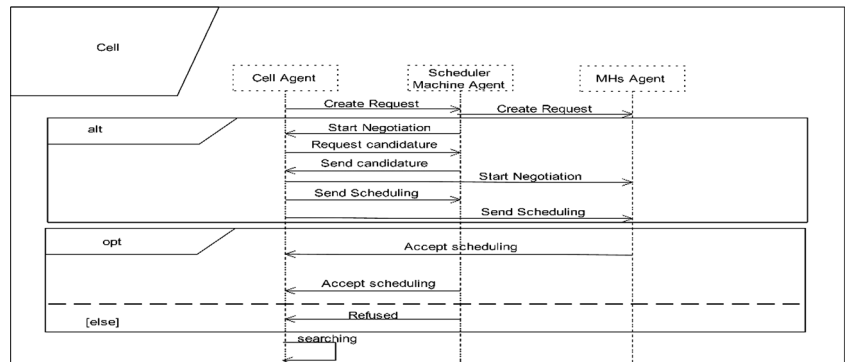 Cell
Cell Agent
Scheduler
Machine Agent
MHs Agent
Create Request
Create Request
alt
Start Negotiation
Request candidature
Send candidature
Start Negotiation
Send Scheduling
Send Scheduling
opt
Accept scheduling
Accept scheduling
Refused
[else]
searching